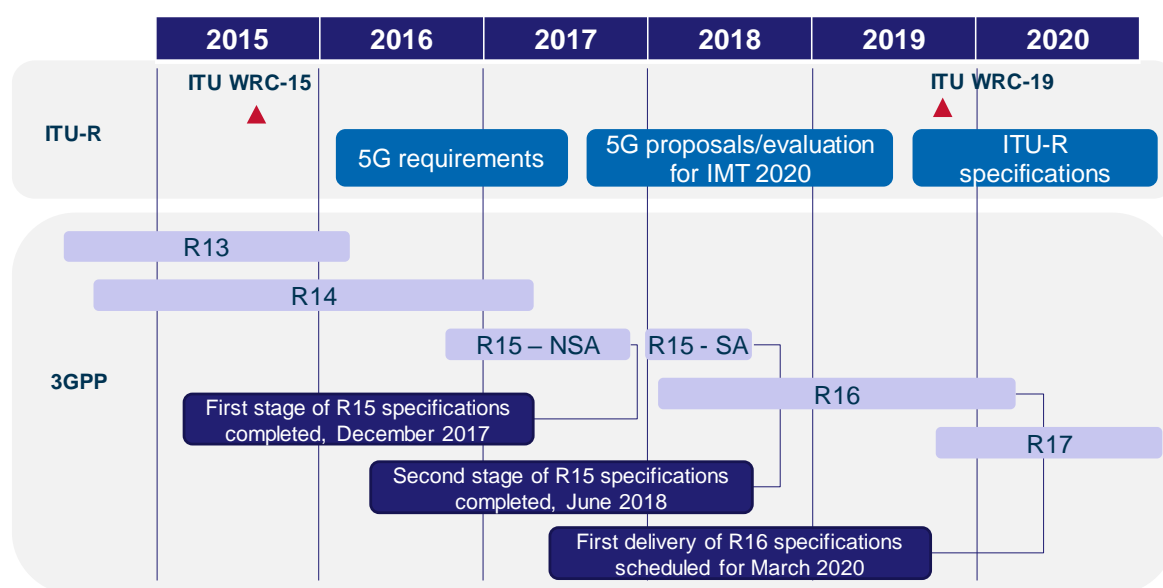 2015
2016
2017
2018
2019
2020
ITU WRC-15
ITU WRC-19
ITU-R
5G requirements
5G proposals/evaluation
for IMT 2020
ITU-R
specifications
R13
R14
R15 – NSA
R15 - SA
3GPP
R16
First stage of R15 specifications
completed, December 2017
R17
Second stage of R15 specifications
completed, June 2018
First delivery of R16 specifications
scheduled for March 2020